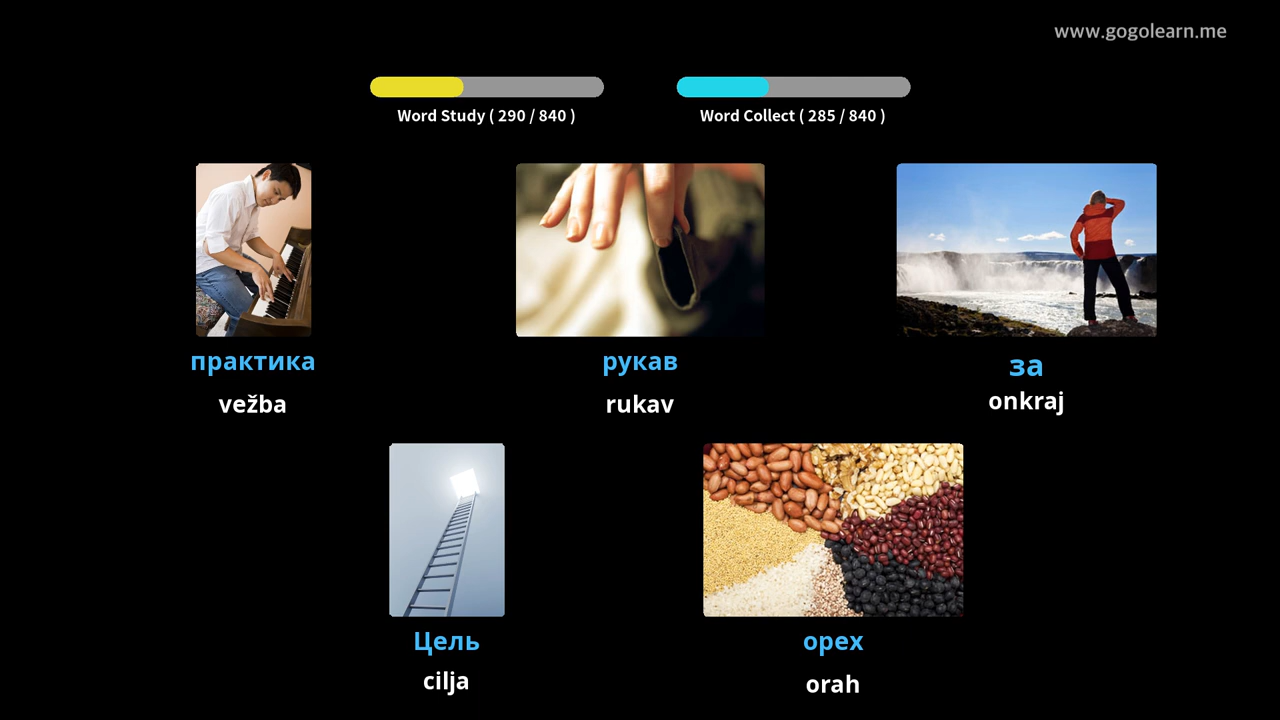 www.gogolearn.me
Word Study ( 290 / 840 )
Word Collect ( 285 / 840 )
практика
vežba
рукав
rukav
за
onkraj
Цель
cilja
орех
orah